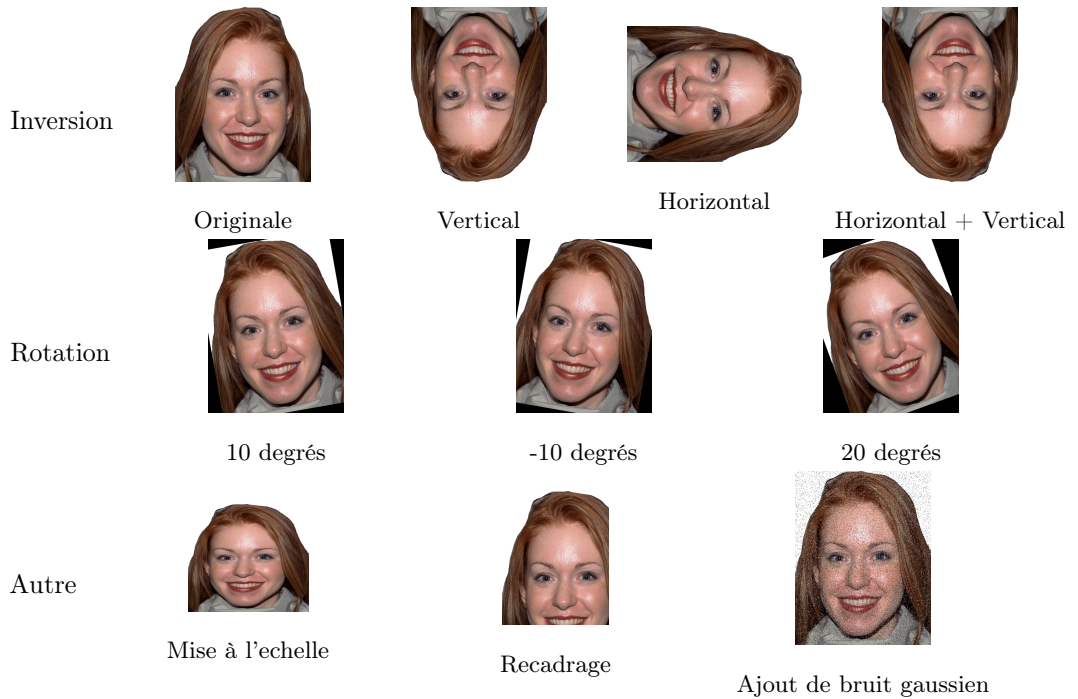 Inversion
Originale
Vertical
Horizontal
Horizontal + Vertical
Rotation
10 degrés
-10 degrés
20 degrés
Autre
Mise à l'echelle
Recadrage
Ajout de bruit gaussien